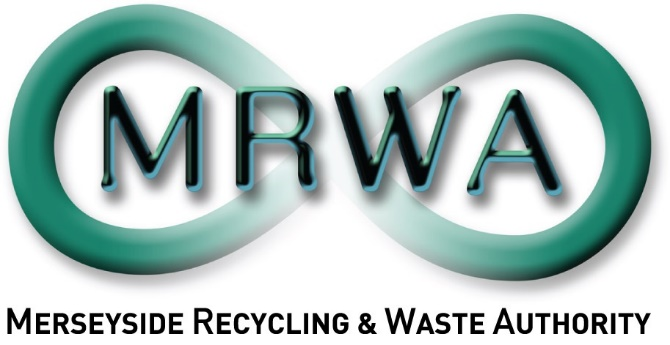 MRWA
MERSEYSIDE RECYCLING & WASTE AUTHORITY